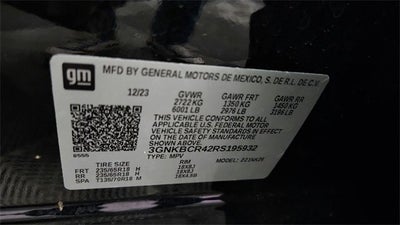 gm
MFD BY GENERAL MOTORS DE MEXICO, S. DE R.L. DE C.V.
12/23 GVWR GAWR FRT GAWR RR
2722 KG 1350 KG 1450 KG
6001 LB 2976 LB 3196 LB
THIS VEHICLE CONFORMS TO ALL APPLICABLE
U.S. FEDERAL MOTOR VEHICLE SAFETY
STANDARDS IN EFFECT ON THE DATE OF
MANUFACTURE SHOWN ABOVE.
3GNKBCR42RS195932
TYPE: MPV MODEL:
TIRE SIZE RIM
FRT 235/65R18 H 18X8J
RR 235/65R18 H 18X8J
SPA T135/70R18 M 18X4.5B